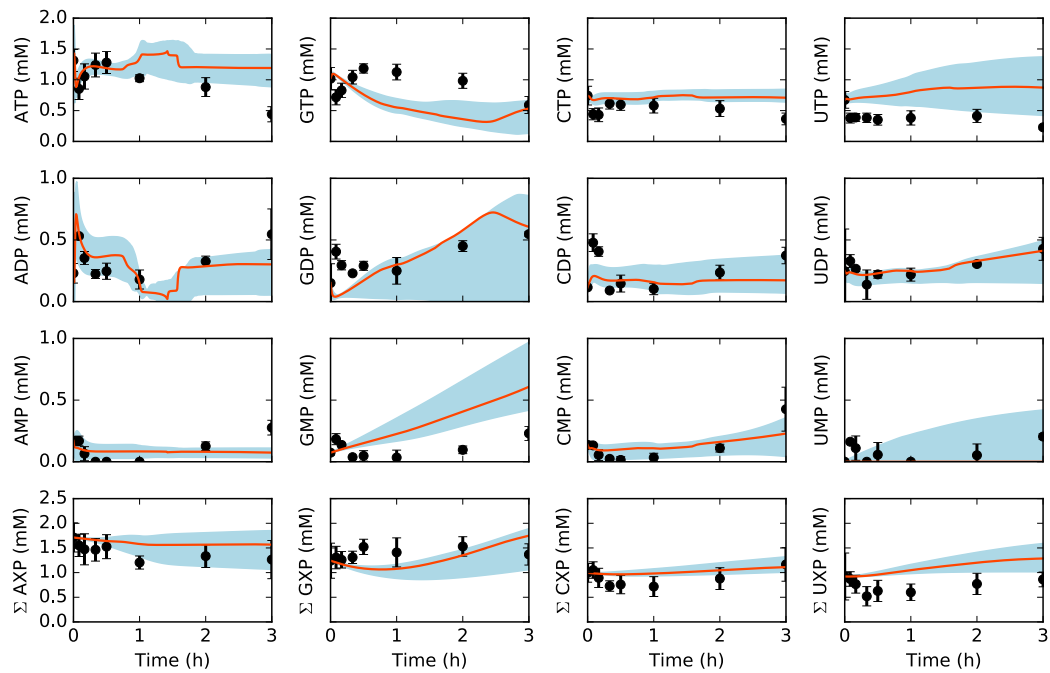 2.0
1.5
1.0
0.5
0.0
ATP (mM)
GTP (mM)
CTP (mM)
UTP (mM)
1.0
0.5
0.0
ADP (mM)
GDP (mM)
CDP (mM)
UDP (mM)
1.0
0.5
0.0
AMP (mM)
GMP (mM)
CMP (mM)
UMP (mM)
2.5
2.0
1.5
1.0
0.5
0.0
Σ AXP (mM)
Σ GXP (mM)
Σ CXP (mM)
Σ UXP (mM)
0 1 2 3
0 1 2 3
0 1 2 3
0 1 2 3
Time (h)
Time (h)
Time (h)
Time (h)